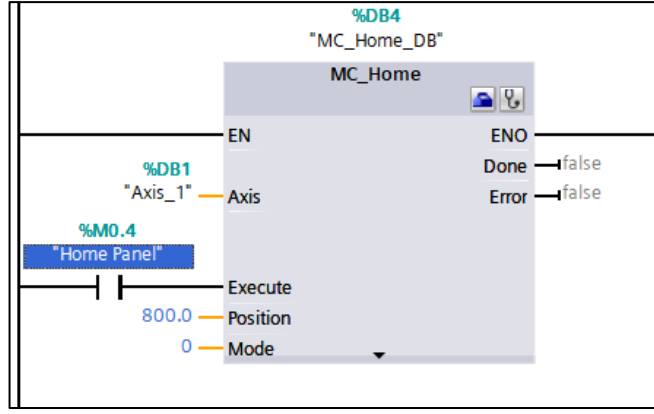 %DB4
"MC_Home_DB"
MC_Home
EN ENO
%DB1 Done false
"Axis_1" Axis Error false
%M0.4
"Home Panel"
Execute
800.0 Position
0 Mode